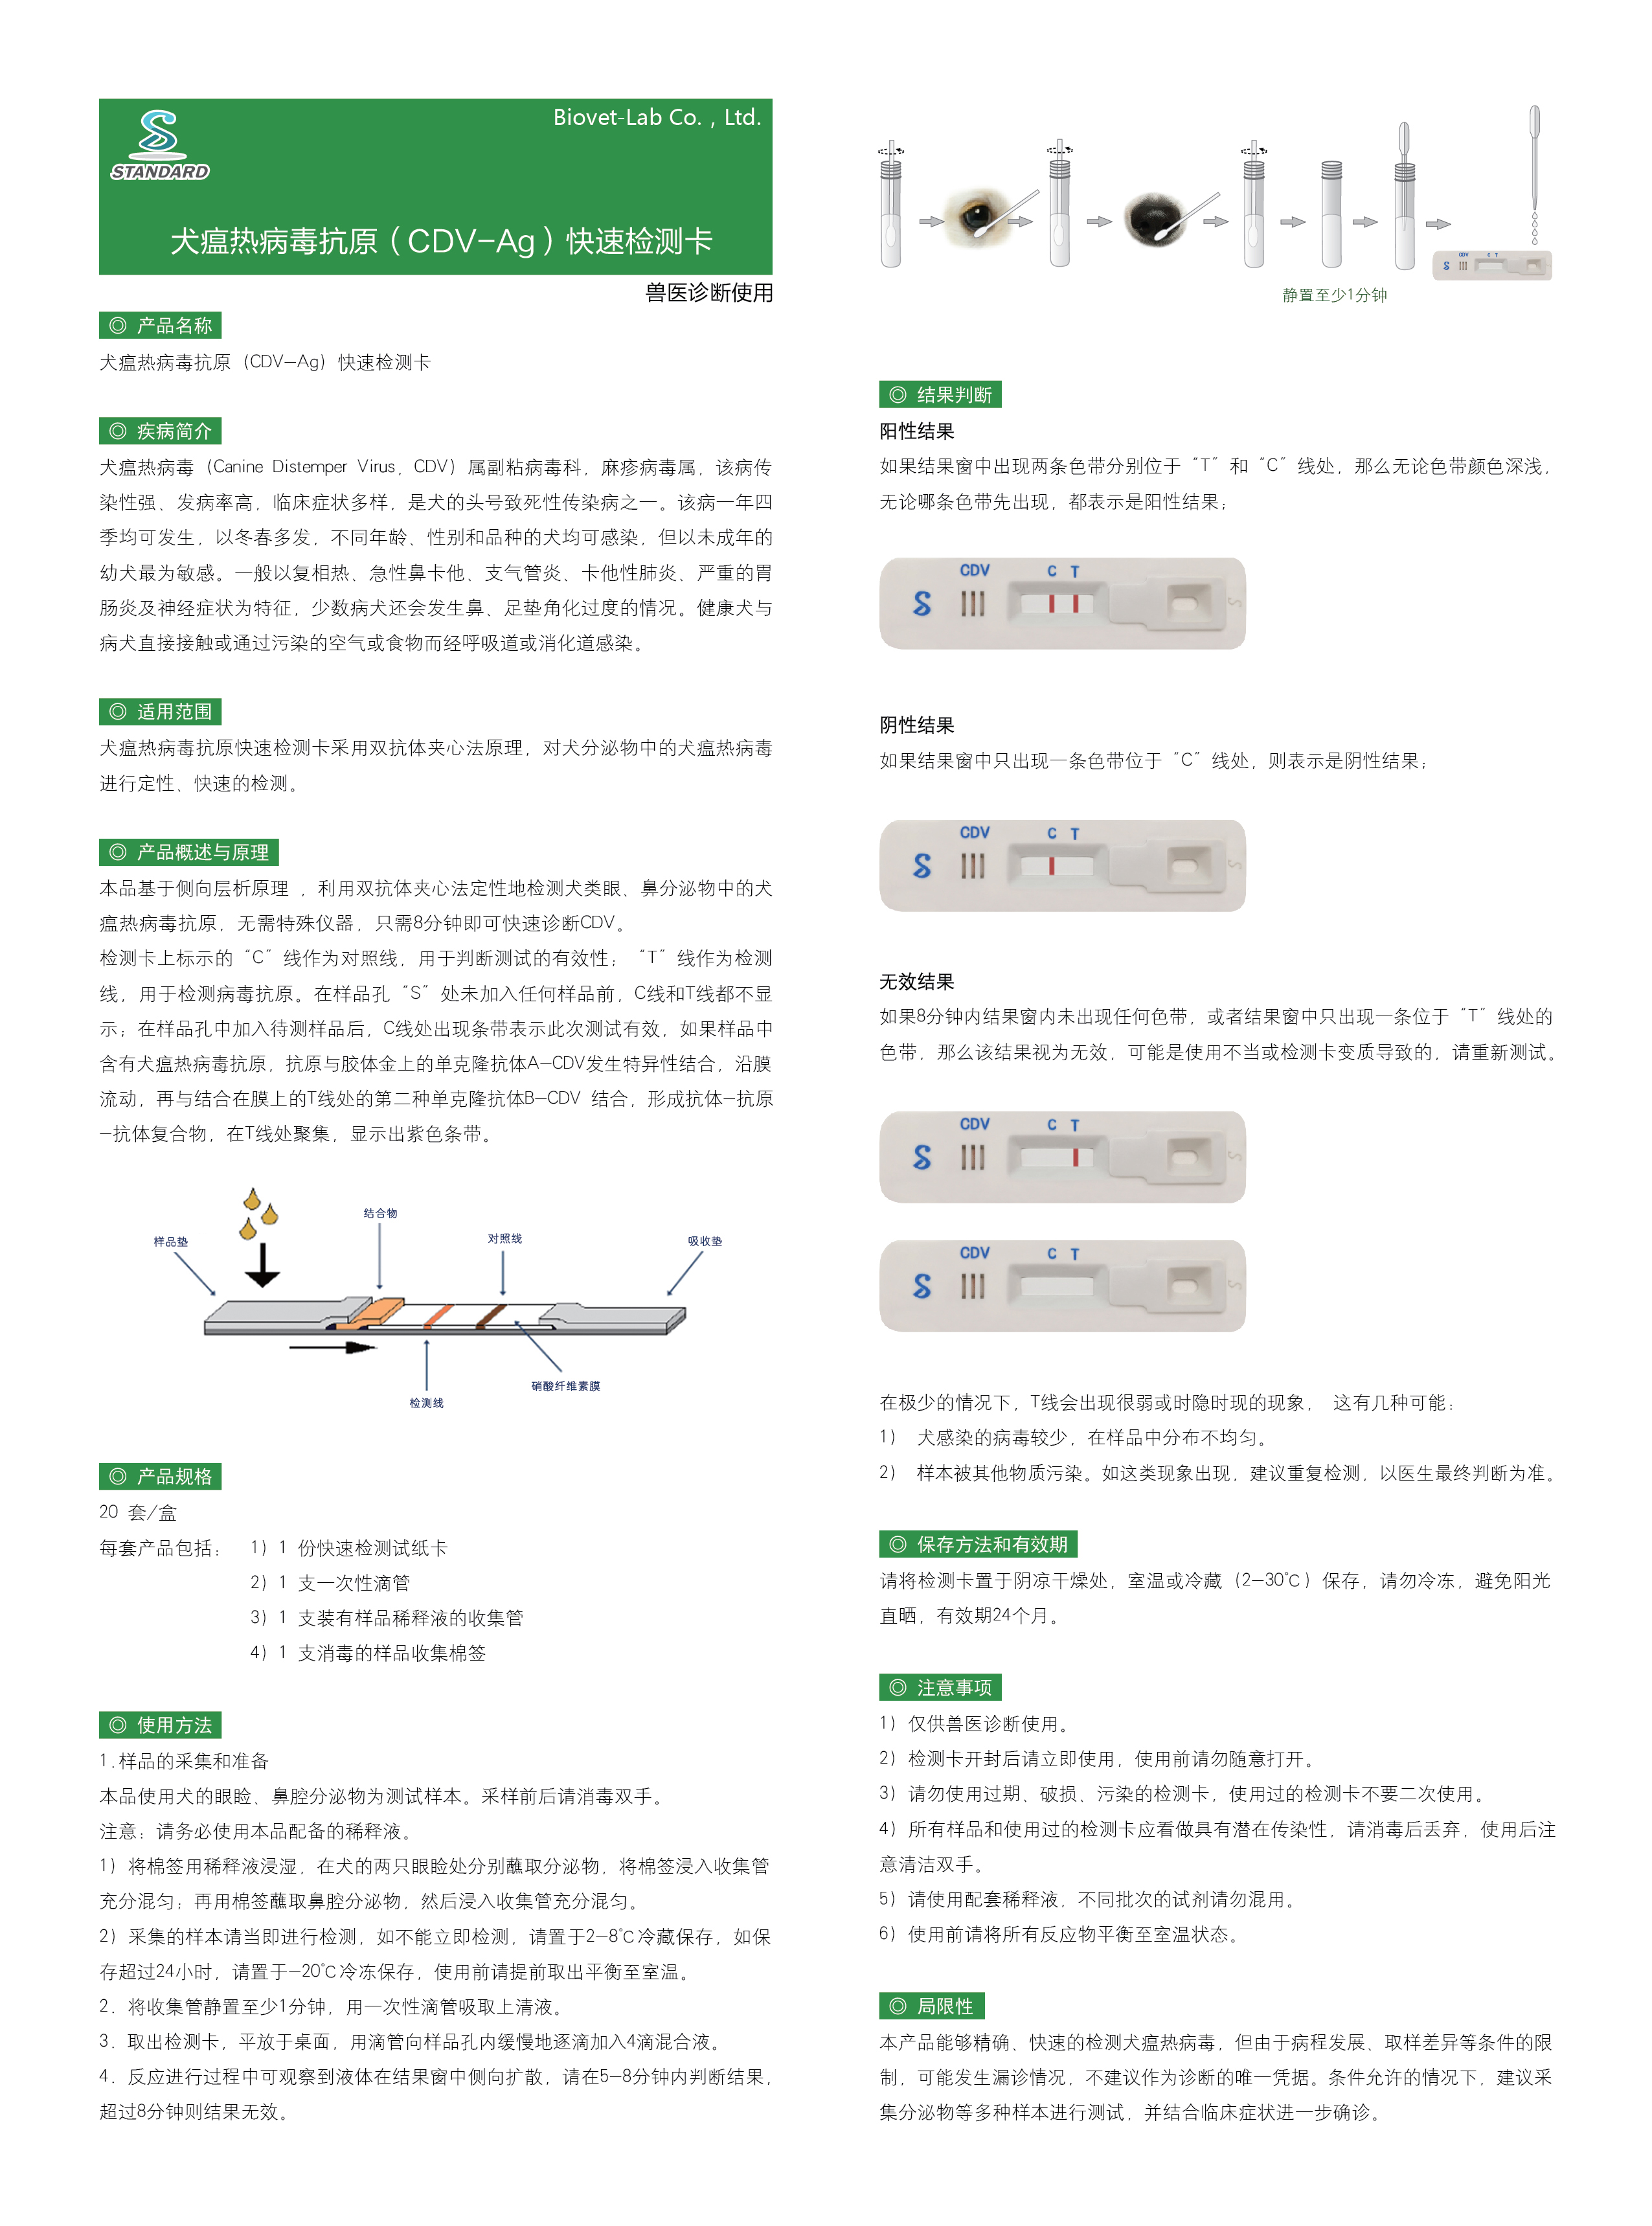 Biovet-Lab Co. , Ltd.
STANDARD
犬瘟热病毒抗原（CDV-Ag）快速检测卡
兽医诊断使用
◎ 产品名称
犬瘟热病毒抗原（CDV-Ag）快速检测卡
◎ 疾病简介
犬瘟热病毒（Canine Distemper Virus，CDV）属副粘病毒科，麻疹病毒属，该病传
染性强、发病率高，临床症状多样，是犬的头号致死性传染病之一。该病一年四
季均可发生，以冬春多发，不同年龄、性别和品种的犬均可感染，但以未成年的
幼犬最为敏感。一般以复相热、急性鼻卡他、支气管炎、卡他性肺炎、严重的胃
肠炎及神经症状为特征，少数病犬还会发生鼻、足垫角化过度的情况。健康犬与
病犬直接接触或通过污染的空气或食物而经呼吸道或消化道感染。
◎ 适用范围
犬瘟热病毒抗原快速检测卡采用双抗体夹心法原理，对犬分泌物中的犬瘟热病毒
进行定性、快速的检测。
◎ 产品概述与原理
本品基于侧向层析原理 ，利用双抗体夹心法定性地检测犬类眼、鼻分泌物中的犬
瘟热病毒抗原，无需特殊仪器，只需8分钟即可快速诊断CDV。
检测卡上标示的“C”线作为对照线，用于判断测试的有效性；“T”线作为检测
线，用于检测病毒抗原。在样品孔“S”处未加入任何样品前，C线和T线都不显
示；在样品孔中加入待测样品后，C线处出现条带表示此次测试有效，如果样品中
含有犬瘟热病毒抗原，抗原与胶体金上的单克隆抗体A-CDV发生特异性结合，沿膜
流动，再与结合在膜上的T线处的第二种单克隆抗体B-CDV 结合，形成抗体-抗原
-抗体复合物，在T线处聚集，显示出紫色条带。
结合物
样品垫
对照线
吸收垫
硝酸纤维素膜
检测线
◎ 产品规格
20 套/盒
每套产品包括： 1）1 份快速检测试纸卡
2）1 支一次性滴管
3）1 支装有样品稀释液的收集管
4）1 支消毒的样品收集棉签
◎ 使用方法
1.样品的采集和准备
本品使用犬的眼睑、鼻腔分泌物为测试样本。采样前后请消毒双手。
注意：请务必使用本品配备的稀释液。
1）将棉签用稀释液浸湿，在犬的两只眼睑处分别蘸取分泌物，将棉签浸入收集管
充分混匀；再用棉签蘸取鼻腔分泌物，然后浸入收集管充分混匀。
2）采集的样本请当即进行检测，如不能立即检测，请置于2-8℃冷藏保存，如保
存超过24小时，请置于-20℃冷冻保存，使用前请提前取出平衡至室温。
2．将收集管静置至少1分钟，用一次性滴管吸取上清液。
3．取出检测卡，平放于桌面，用滴管向样品孔内缓慢地逐滴加入4滴混合液。
4．反应进行过程中可观察到液体在结果窗中侧向扩散，请在5-8分钟内判断结果，
超过8分钟则结果无效。
CDV C T
S
静置至少1分钟
◎ 结果判断
阳性结果
如果结果窗中出现两条色带分别位于“T”和“C”线处，那么无论色带颜色深浅，
无论哪条色带先出现，都表示是阳性结果；
CDV C T
S S
阴性结果
如果结果窗中只出现一条色带位于“C”线处，则表示是阴性结果；
CDV C T
S S
无效结果
如果8分钟内结果窗内未出现任何色带，或者结果窗中只出现一条位于“T”线处的
色带，那么该结果视为无效，可能是使用不当或检测卡变质导致的，请重新测试。
CDV C T
S S
CDV C T
S S
在极少的情况下，T线会出现很弱或时隐时现的现象， 这有几种可能：
1） 犬感染的病毒较少，在样品中分布不均匀。
2） 样本被其他物质污染。如这类现象出现，建议重复检测，以医生最终判断为准。
◎ 保存方法和有效期
请将检测卡置于阴凉干燥处，室温或冷藏（2-30℃）保存，请勿冷冻，避免阳光
直晒，有效期24个月。
◎ 注意事项
1）仅供兽医诊断使用。
2）检测卡开封后请立即使用，使用前请勿随意打开。
3）请勿使用过期、破损、污染的检测卡，使用过的检测卡不要二次使用。
4）所有样品和使用过的检测卡应看做具有潜在传染性，请消毒后丢弃，使用后注
意清洁双手。
5）请使用配套稀释液，不同批次的试剂请勿混用。
6）使用前请将所有反应物平衡至室温状态。
◎ 局限性
本产品能够精确、快速的检测犬瘟热病毒，但由于病程发展、取样差异等条件的限
制，可能发生漏诊情况，不建议作为诊断的唯一凭据。条件允许的情况下，建议采
集分泌物等多种样本进行测试，并结合临床症状进一步确诊。